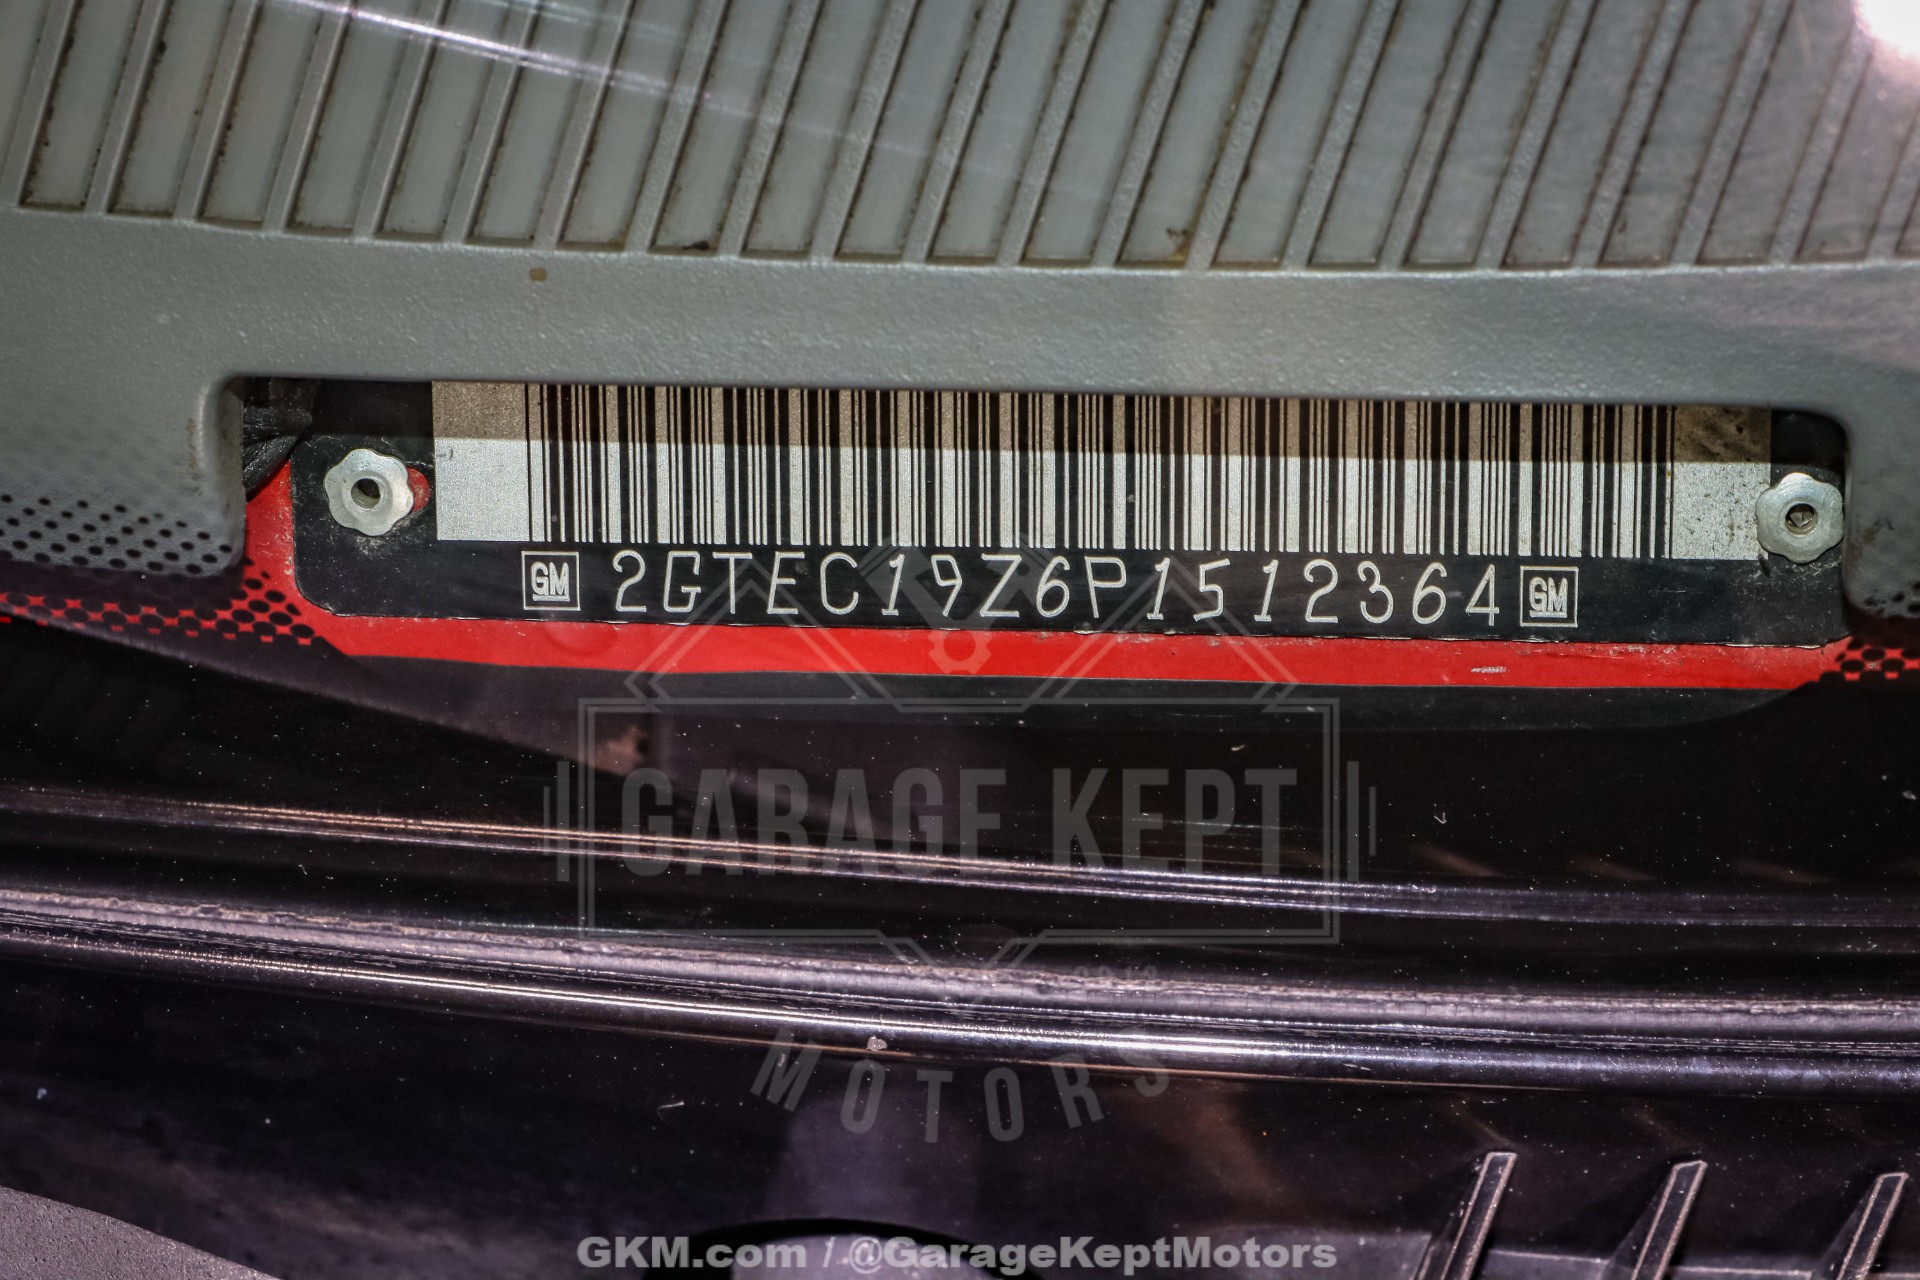 GM 2GTEC19Z6P1512364 GM
GARAGE KEPT
MOTORS
GKM.com / @GarageKeptMotors